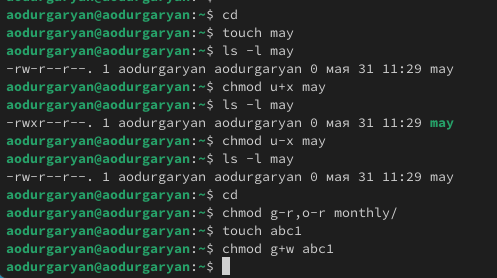 aodurgaryan@aodurgaryan:~$ cd
aodurgaryan@aodurgaryan:~$ touch may
aodurgaryan@aodurgaryan:~$ ls -l may
-rw-r--r--. 1 aodurgaryan aodurgaryan 0 мая 31 11:29 may
aodurgaryan@aodurgaryan:~$ chmod u+x may
aodurgaryan@aodurgaryan:~$ ls -l may
-rwxr--r--. 1 aodurgaryan aodurgaryan 0 мая 31 11:29 may
aodurgaryan@aodurgaryan:~$ chmod u-x may
aodurgaryan@aodurgaryan:~$ ls -l may
-rw-r--r--. 1 aodurgaryan aodurgaryan 0 мая 31 11:29 may
aodurgaryan@aodurgaryan:~$ cd
aodurgaryan@aodurgaryan:~$ chmod g-r,o-r monthly/
aodurgaryan@aodurgaryan:~$ touch abc1
aodurgaryan@aodurgaryan:~$ chmod g+w abc1
aodurgaryan@aodurgaryan:~$